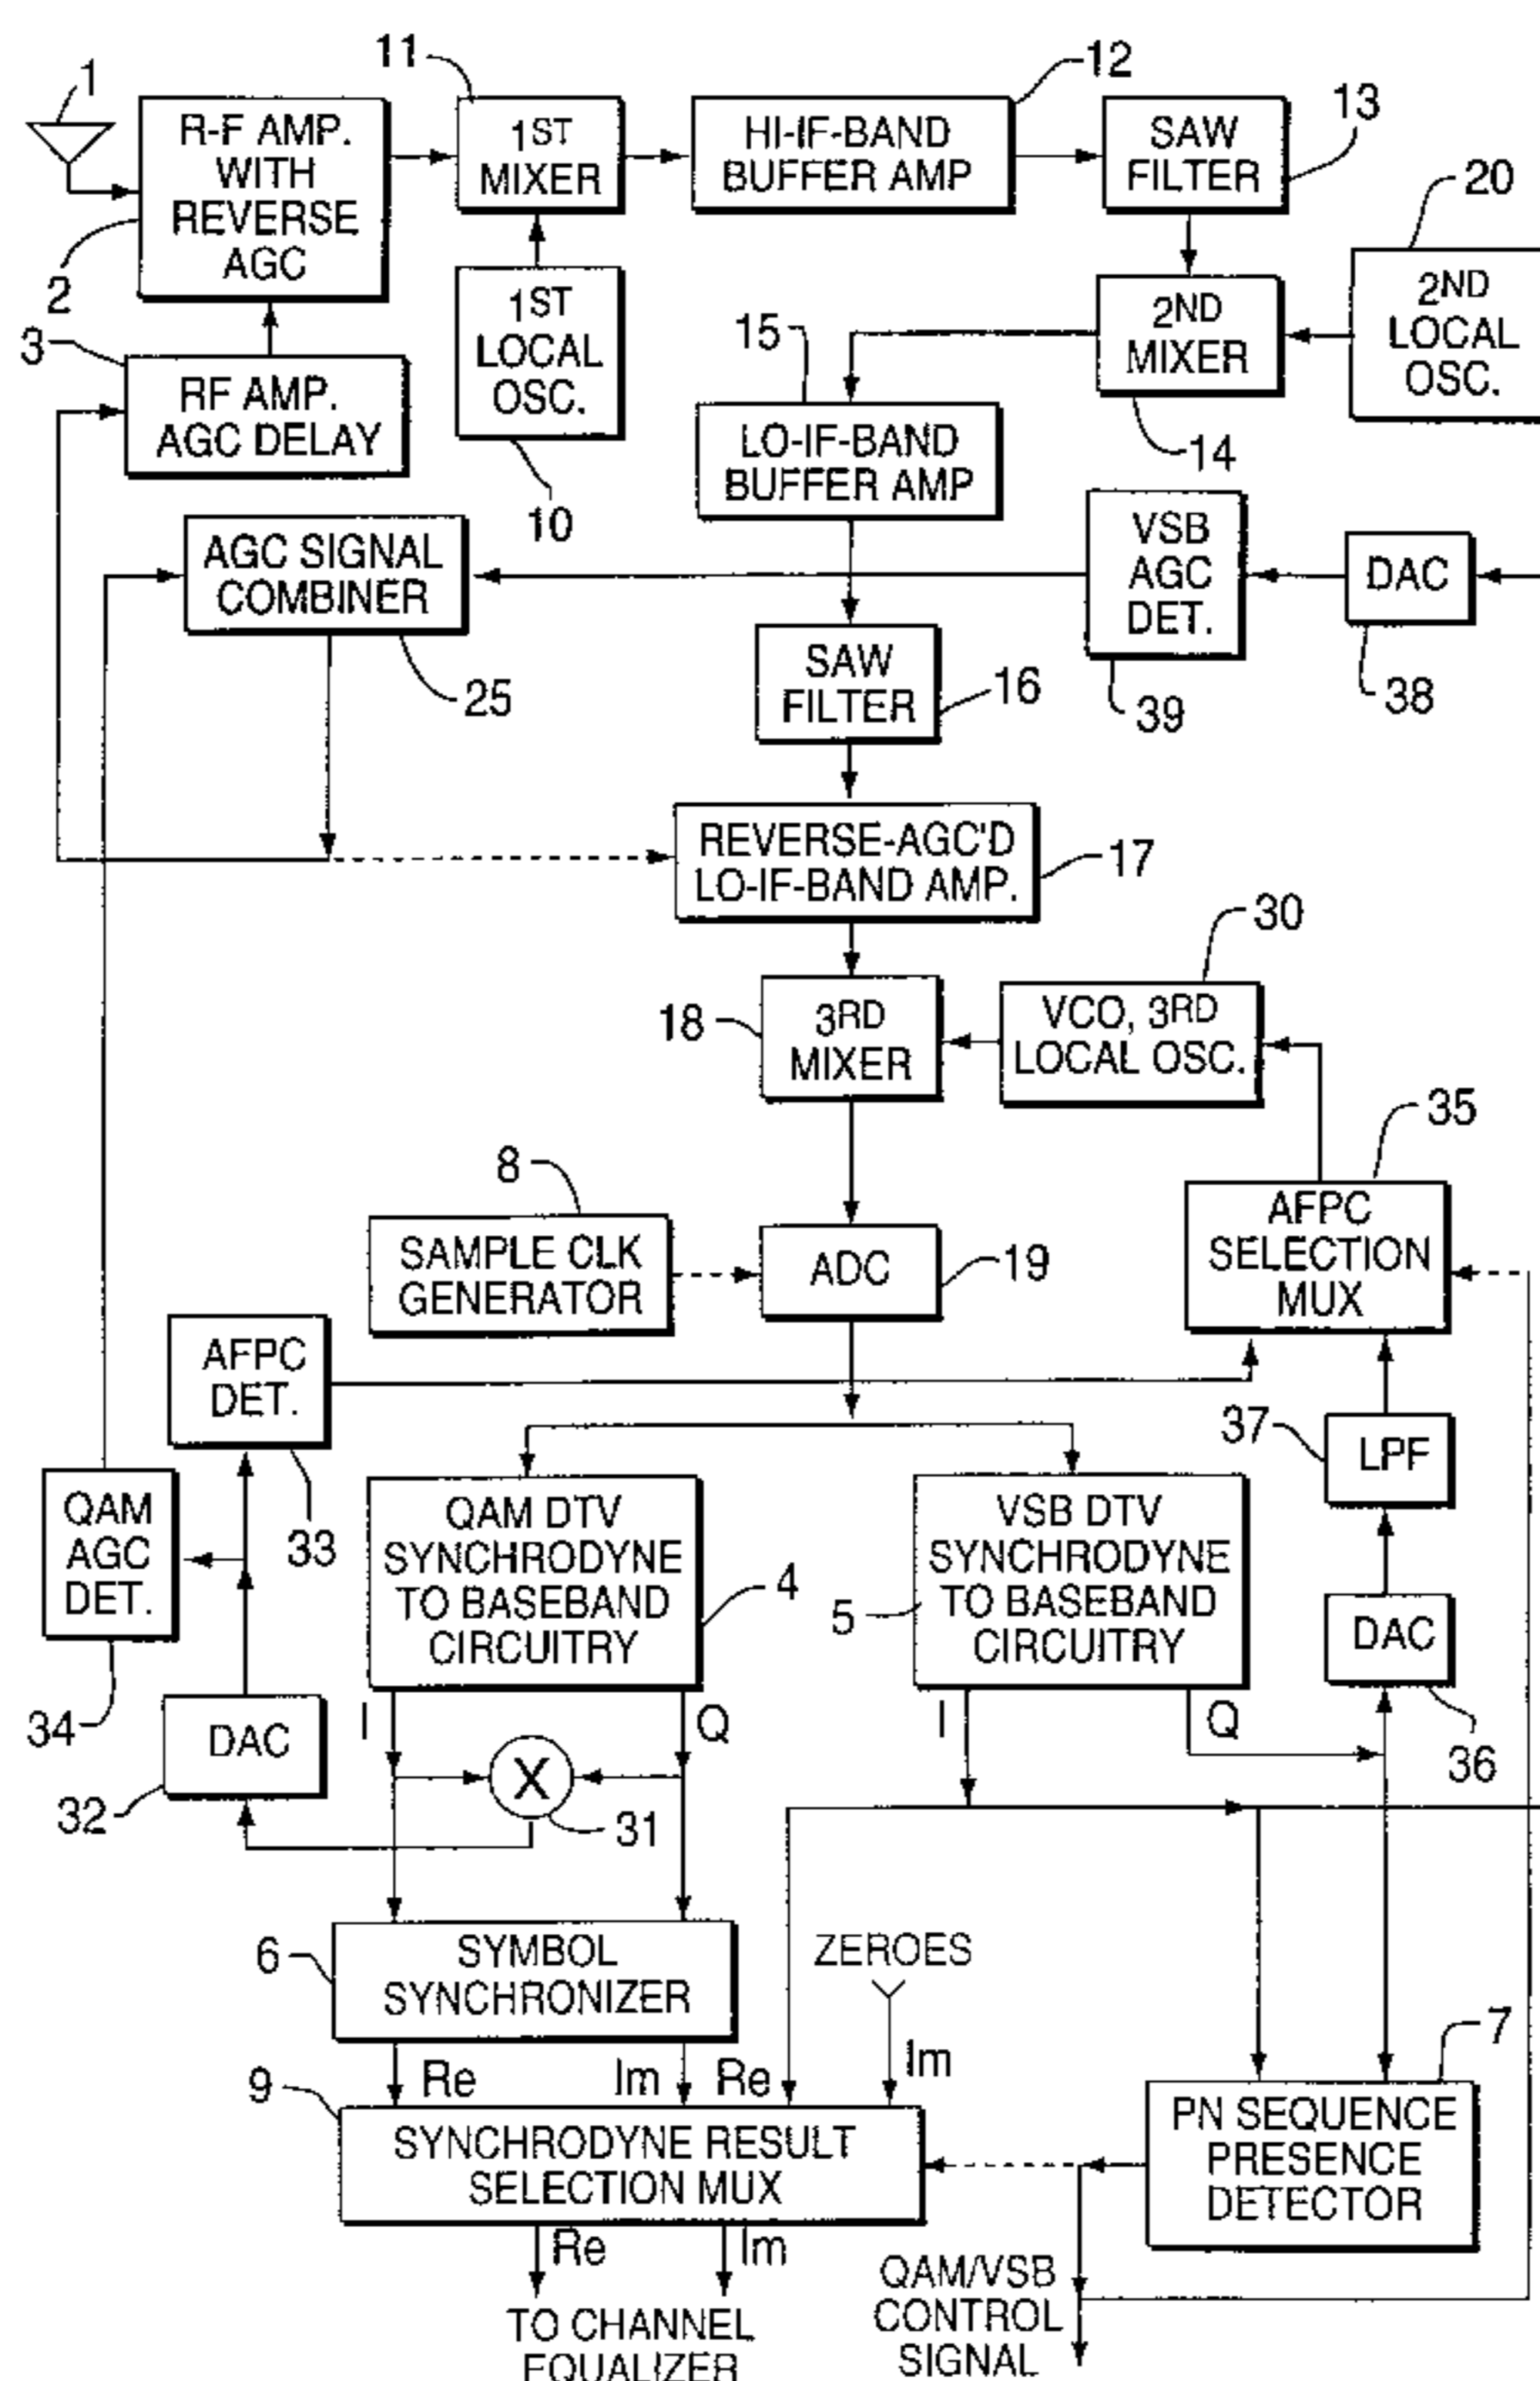 1
11
12
13
R-F AMP.
WITH
REVERSE
AGC
1ST
MIXER
HI-IF-BAND
BUFFER AMP
SAW
FILTER
20
2
1ST
LOCAL
OSC.
2ND
MIXER
2ND
LOCAL
OSC.
3
15
RF AMP.
AGC DELAY
14
LO-IF-BAND
BUFFER AMP
10
VSB
AGC
DET.
DAC
AGC SIGNAL
COMBINER
25
SAW
FILTER
16
39
38
REVERSE-AGC'D
LO-IF-BAND AMP.
17
30
18
3RD
MIXER
VCO, 3RD
LOCAL OSC.
35
8
SAMPLE CLK
GENERATOR
ADC
19
AFPC
SELECTION
MUX
AFPC
DET.
33
37
LPF
QAM
AGC
DET.
34
QAM DTV
SYNCHRODYNE
TO BASEBAND
CIRCUITRY
4
5
VSB DTV
SYNCHRODYNE
TO BASEBAND
CIRCUITRY
DAC
36
DAC
32
I
Q
X
31
I
Q
6
SYMBOL
SYNCHRONIZER
ZEROES
7
9
Re
Im
Re
Im
SYNCHRODYNE RESULT
SELECTION MUX
PN SEQUENCE
PRESENCE
DETECTOR
Re
Im
TO CHANNEL
EQUALIZER
QAM/VSB
CONTROL
SIGNAL